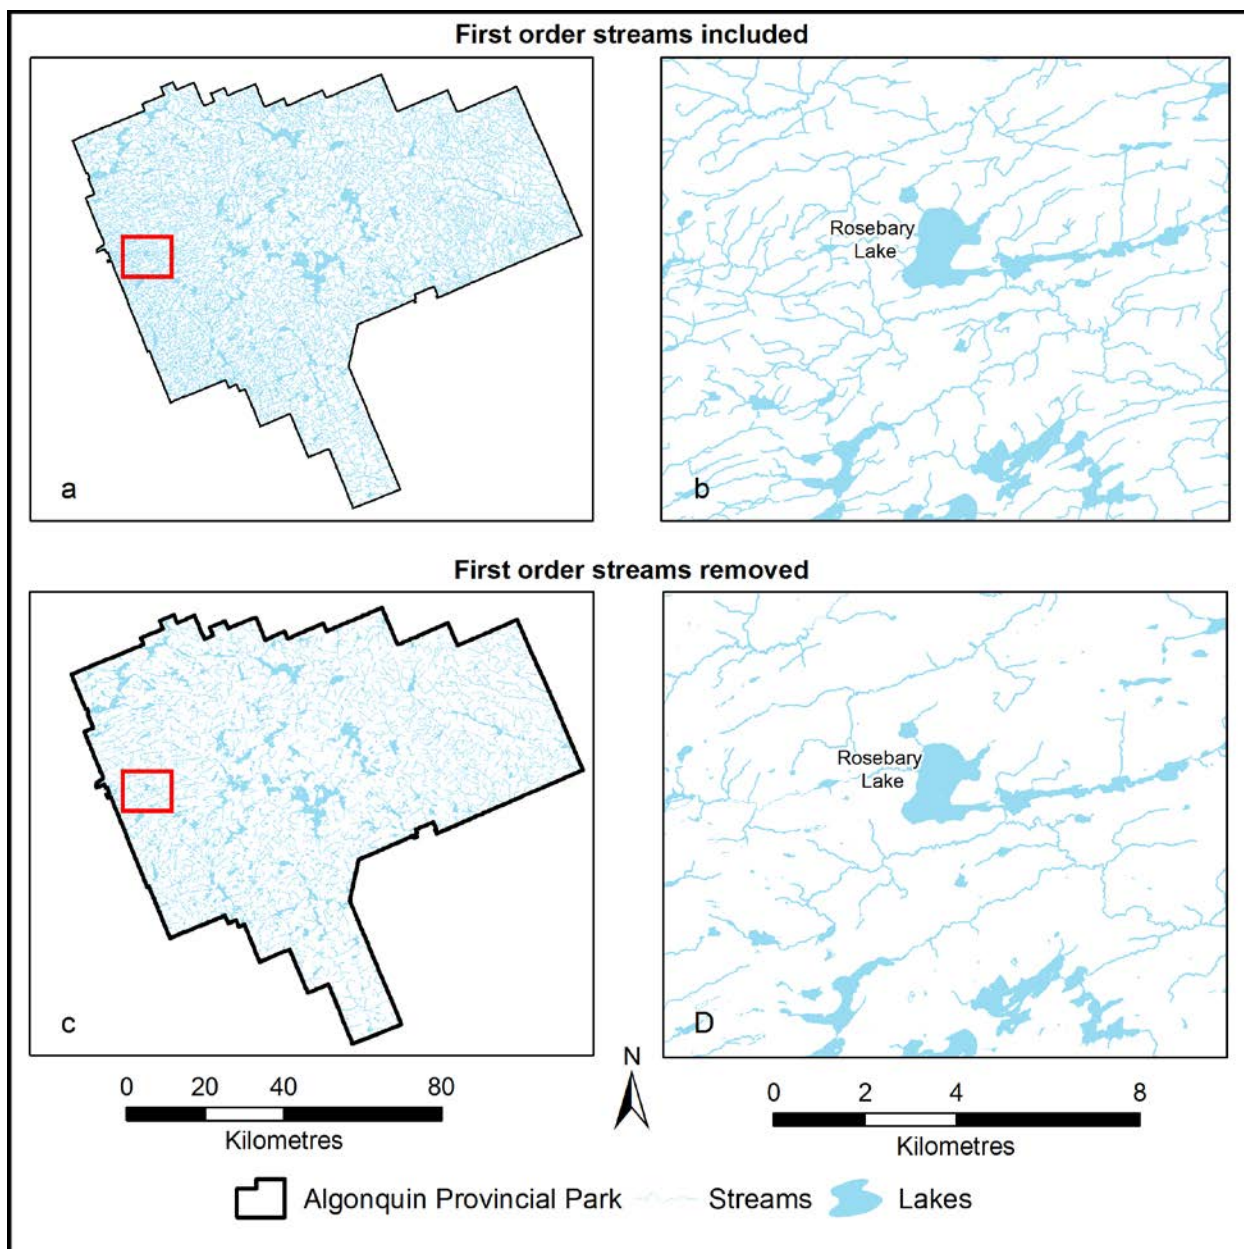 First order streams included
a
Rosebary
Lake
b
First order streams removed
c
Rosebary
Lake
D
0 20 40 80
Kilometres
N
0 2 4 8
Kilometres
Algonquin Provincial Park Streams Lakes